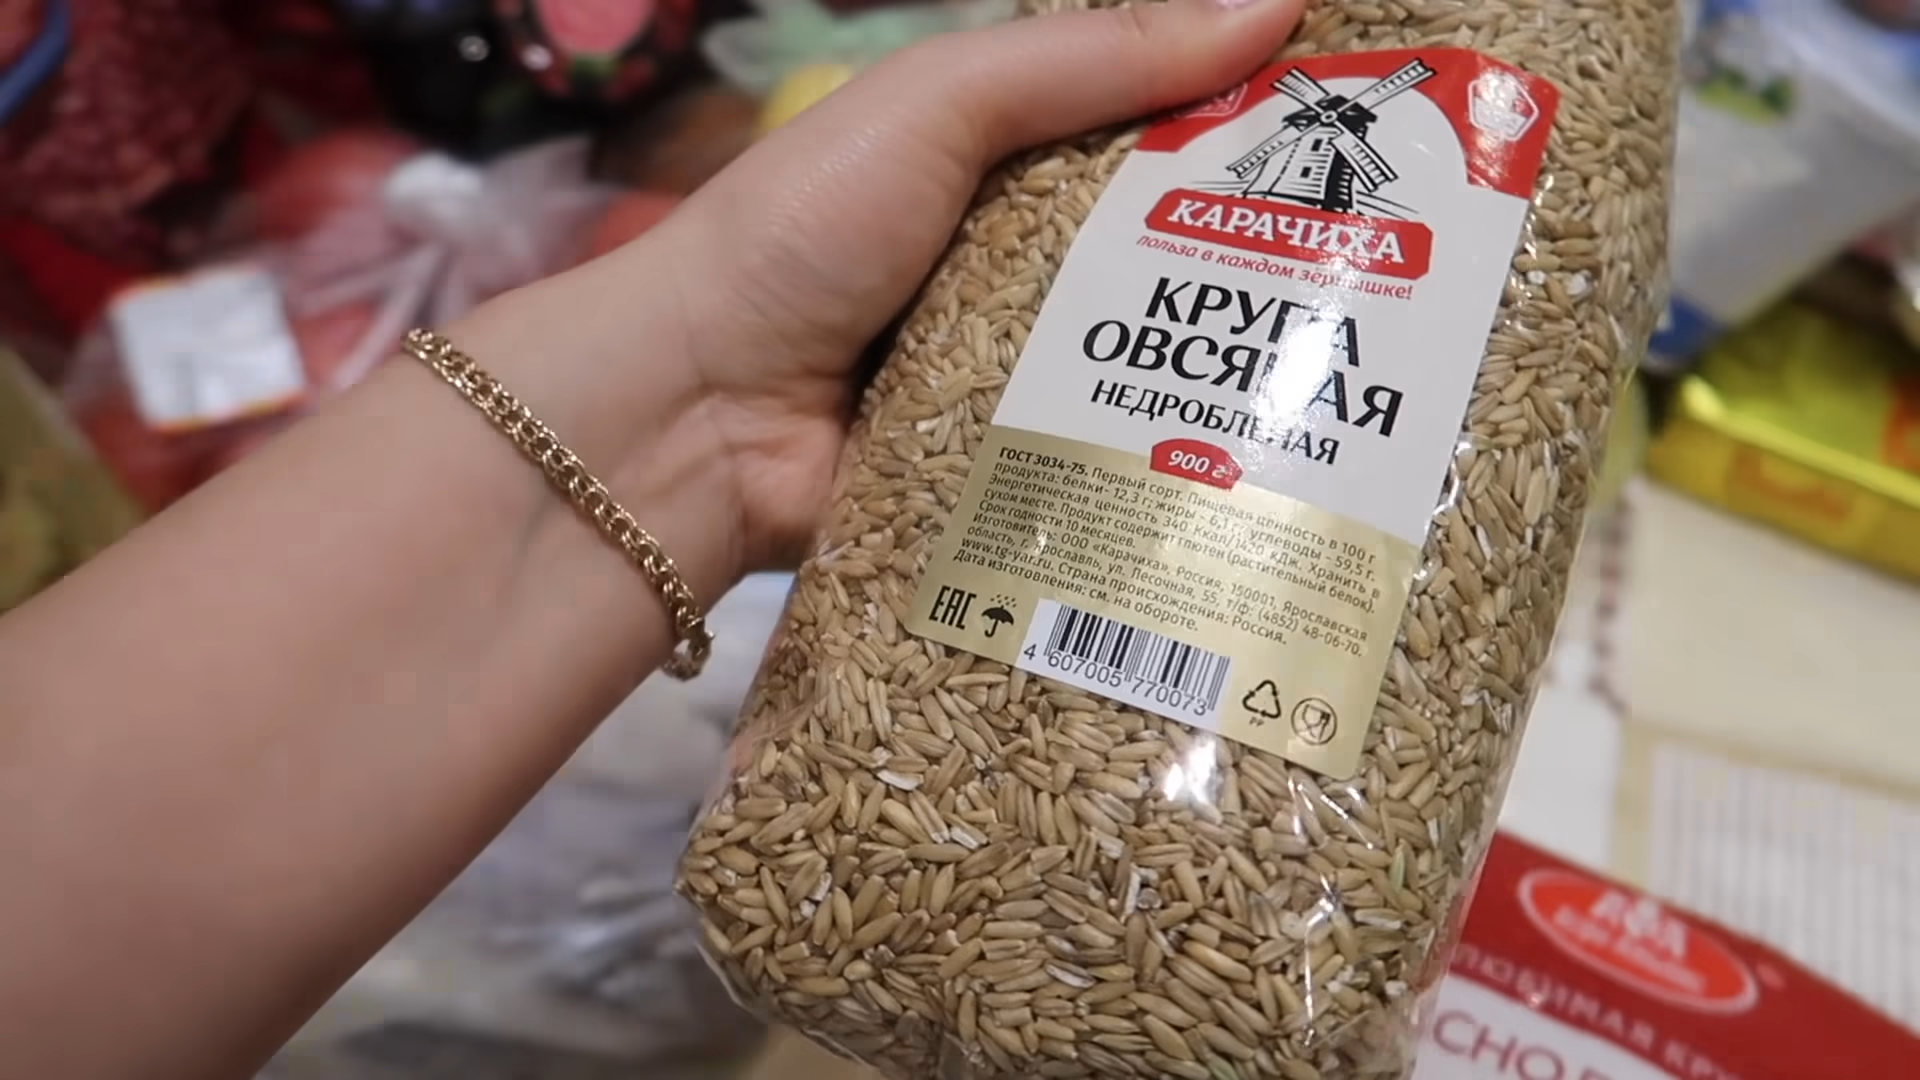 КАРАЧИХА
польза в каждом зёрнышке!
КРУПА
ОВСЯНАЯ
НЕДРОБЛЕНАЯ
900 г
ГОСТ 3034-75. Первый сорт. Пищевая ценность в 100 г
продукта: белки- 12,3 г; жиры - 6,1 г; углеводы - 59,5 г.
Энергетическая ценность 340 Ккал/1420 кДж. Хранить в
сухом месте. Продукт содержит глютен (растительный белок).
Срок годности 10 месяцев.
Изготовитель: ООО «Карачиха», Россия, 150001, Ярославская
область, г. Ярославль, ул. Песочная, 55, т/ф: (4852) 48-06-70.
www.tg-yar.ru. Страна происхождения: Россия.
Дата изготовления: см. на обороте.
EAC
4 607005 770073
PP
ЛЮБИМАЯ КРУ